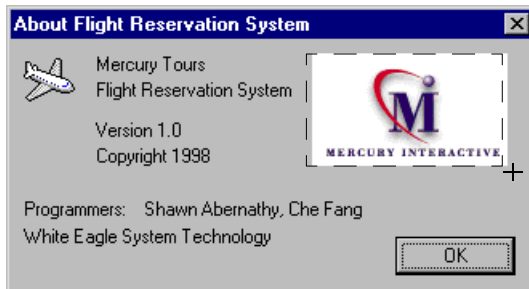 About Flight Reservation System
Mercury Tours
Flight Reservation System
Version 1.0
Copyright 1998
M
MERCURY INTERACTIVE
Programmers: Shawn Abernathy, Che Fang
White Eagle System Technology
OK